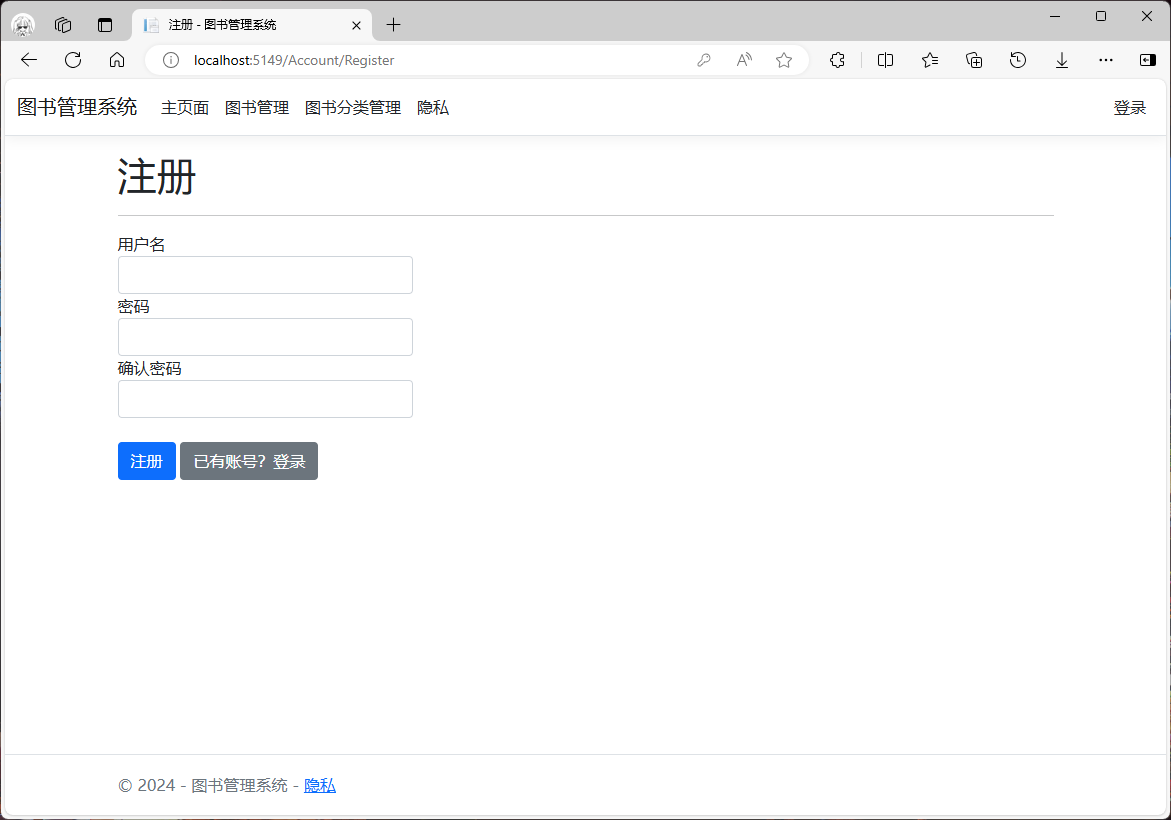 注册 - 图书管理系统
localhost:5149/Account/Register
图书管理系统 主页面 图书管理 图书分类管理 隐私 登录
注册
用户名
密码
确认密码
注册 已有账号？登录
© 2024 - 图书管理系统 - 隐私